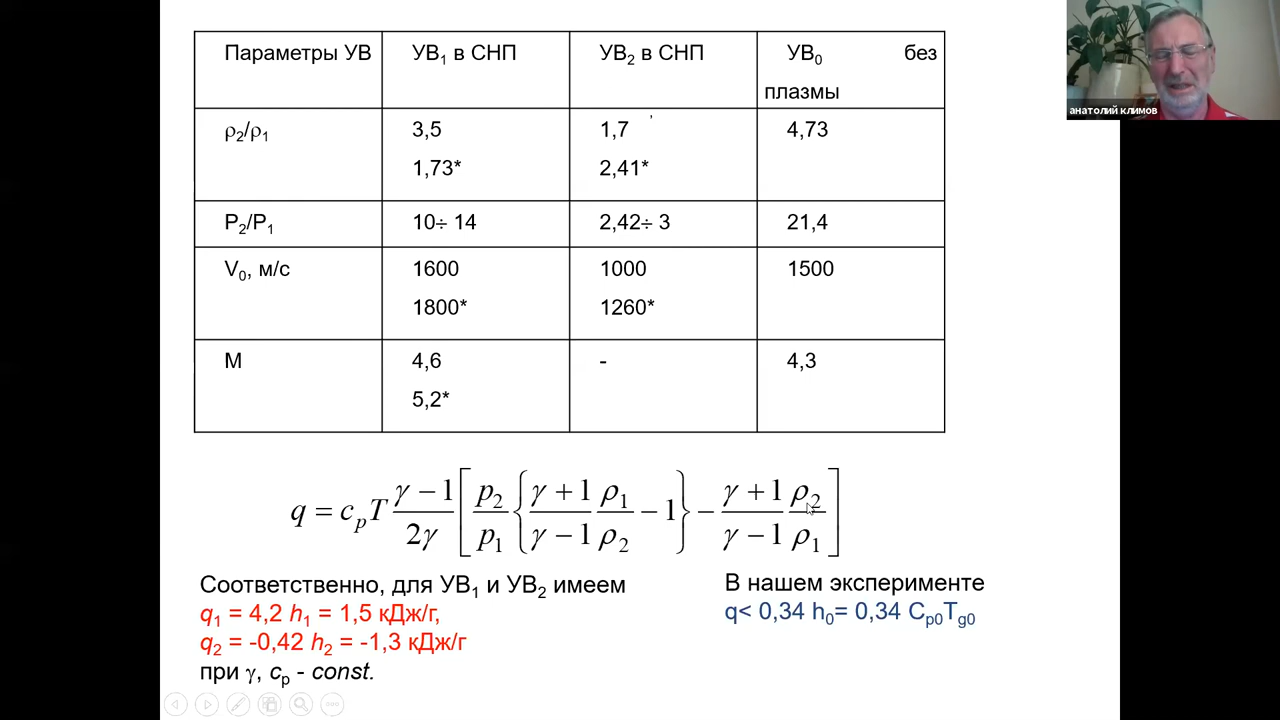 Параметры УВ
УВ₁ в СНП
УВ₂ в СНП
УВ₀ без
плазмы
ρ₂/ρ₁
3,5
1,73*
1,7 ʼ
2,41*
4,73
P₂/P₁
10÷ 14
2,42÷ 3
21,4
V₀, м/с
1600
1800*
1000
1260*
1500
М
4,6
5,2*
-
4,3
q = c_p T (γ − 1)/(2γ) [ p₂/p₁ { (γ + 1)/(γ − 1) ρ₁/ρ₂ − 1 } − (γ + 1)/(γ − 1) ρ₂/ρ₁ ]
Соответственно, для УВ₁ и УВ₂ имеем
q₁ = 4,2 h₁ = 1,5 кДж/г,
q₂ = -0,42 h₂ = -1,3 кДж/г
при γ, cₚ - const.
В нашем эксперименте
q< 0,34 h₀= 0,34 Cₚ₀T_g0
анатолий климов